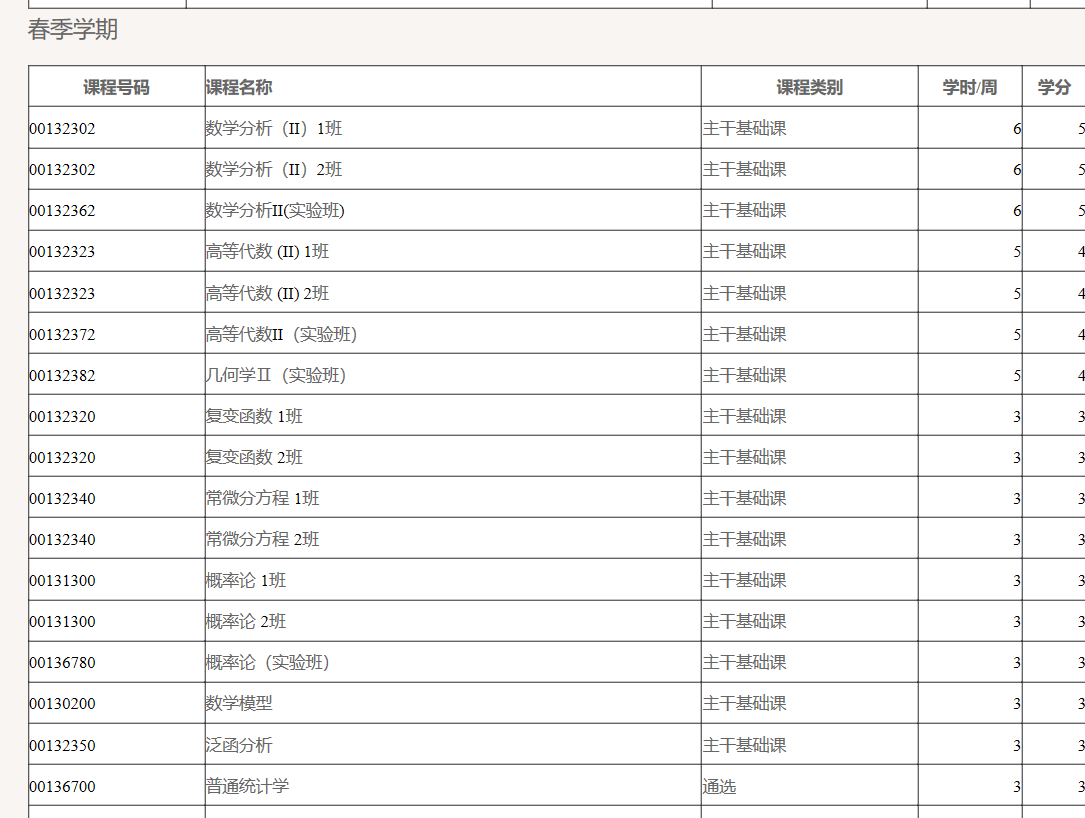 春季学期
课程号码 课程名称 课程类别 学时/周 学分
00132302 数学分析（II）1班 主干基础课 6 5
00132302 数学分析（II）2班 主干基础课 6 5
00132362 数学分析II(实验班) 主干基础课 6 5
00132323 高等代数 (II) 1班 主干基础课 5 4
00132323 高等代数 (II) 2班 主干基础课 5 4
00132372 高等代数II（实验班） 主干基础课 5 4
00132382 几何学Ⅱ（实验班） 主干基础课 5 4
00132320 复变函数 1班 主干基础课 3 3
00132320 复变函数 2班 主干基础课 3 3
00132340 常微分方程 1班 主干基础课 3 3
00132340 常微分方程 2班 主干基础课 3 3
00131300 概率论 1班 主干基础课 3 3
00131300 概率论 2班 主干基础课 3 3
00136780 概率论（实验班） 主干基础课 3 3
00130200 数学模型 主干基础课 3 3
00132350 泛函分析 主干基础课 3 3
00136700 普通统计学 通选 3 3